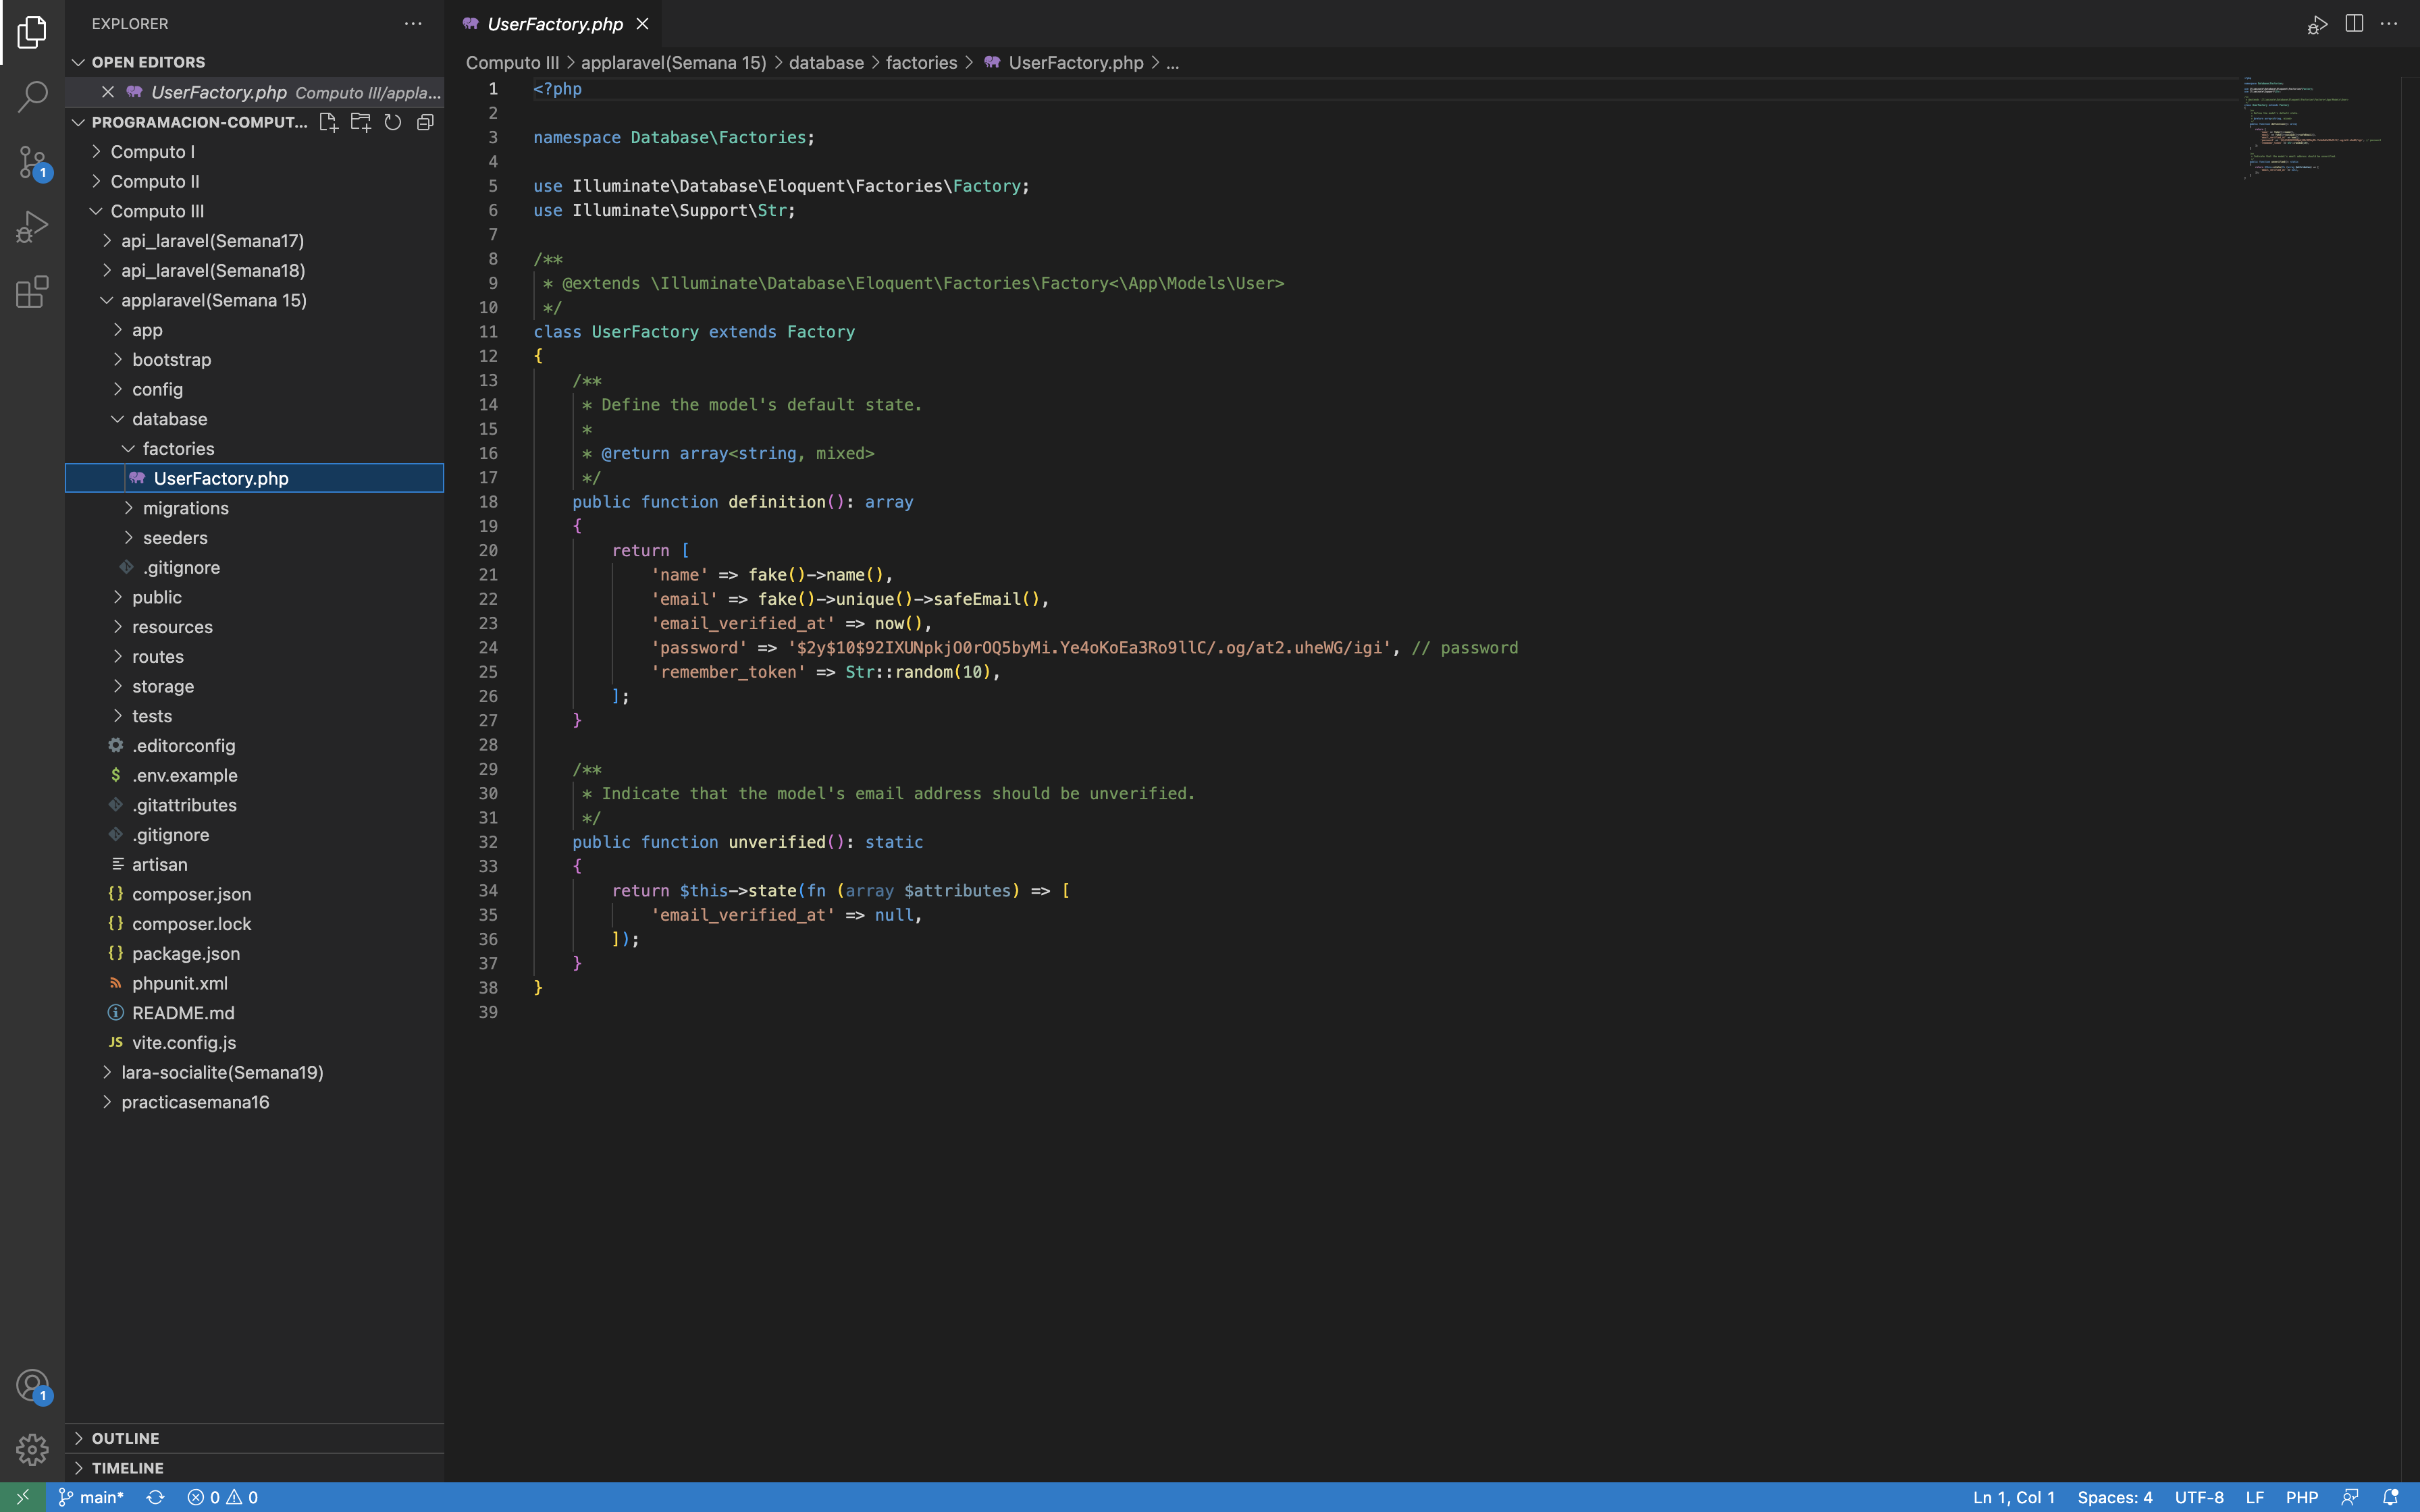 EXPLORER
OPEN EDITORS
UserFactory.php Computo III/appla...
PROGRAMACION-COMPUT...
Computo I
Computo II
Computo III
api_laravel(Semana17)
api_laravel(Semana18)
applaravel(Semana 15)
app
bootstrap
config
database
factories
UserFactory.php
migrations
seeders
.gitignore
public
resources
routes
storage
tests
.editorconfig
$ .env.example
.gitattributes
.gitignore
artisan
{} composer.json
{} composer.lock
{} package.json
phpunit.xml
README.md
JS vite.config.js
lara-socialite(Semana19)
practicasemana16
OUTLINE
TIMELINE
1
1
UserFactory.php
Computo III > applaravel(Semana 15) > database > factories > UserFactory.php > ...
1 <?php
2
3 namespace Database\Factories;
4
5 use Illuminate\Database\Eloquent\Factories\Factory;
6 use Illuminate\Support\Str;
7
8 /**
9  * @extends \Illuminate\Database\Eloquent\Factories\Factory<\App\Models\User>
10  */
11 class UserFactory extends Factory
12 {
13     /**
14      * Define the model's default state.
15      *
16      * @return array<string, mixed>
17      */
18     public function definition(): array
19     {
20         return [
21             'name' => fake()->name(),
22             'email' => fake()->unique()->safeEmail(),
23             'email_verified_at' => now(),
24             'password' => '$2y$10$92IXUNpkjO0rOQ5byMi.Ye4oKoEa3Ro9llC/.og/at2.uheWG/igi', // password
25             'remember_token' => Str::random(10),
26         ];
27     }
28
29     /**
30      * Indicate that the model's email address should be unverified.
31      */
32     public function unverified(): static
33     {
34         return $this->state(fn (array $attributes) => [
35             'email_verified_at' => null,
36         ]);
37     }
38 }
39
main* 0 0 Ln 1, Col 1 Spaces: 4 UTF-8 LF PHP